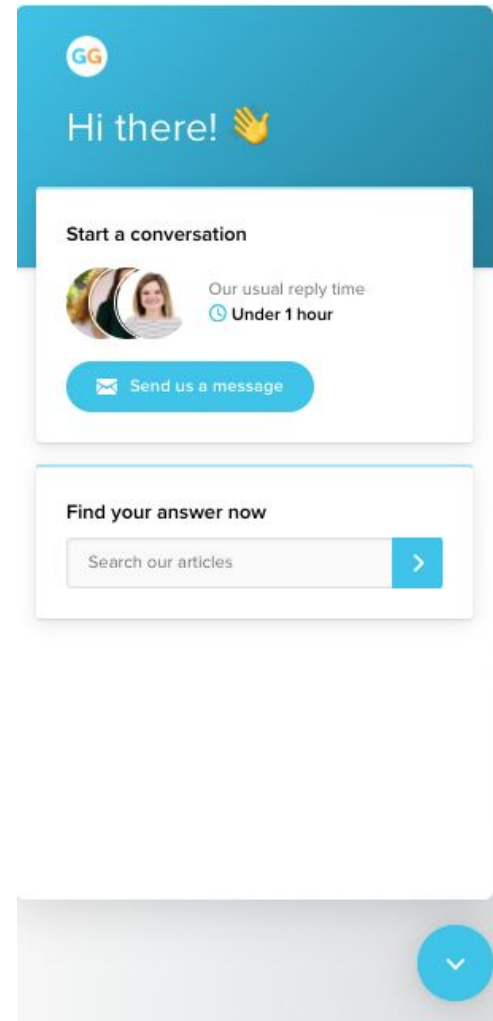 GG
Hi there! 👋
Start a conversation
Our usual reply time
Under 1 hour
Send us a message
Find your answer now
Search our articles